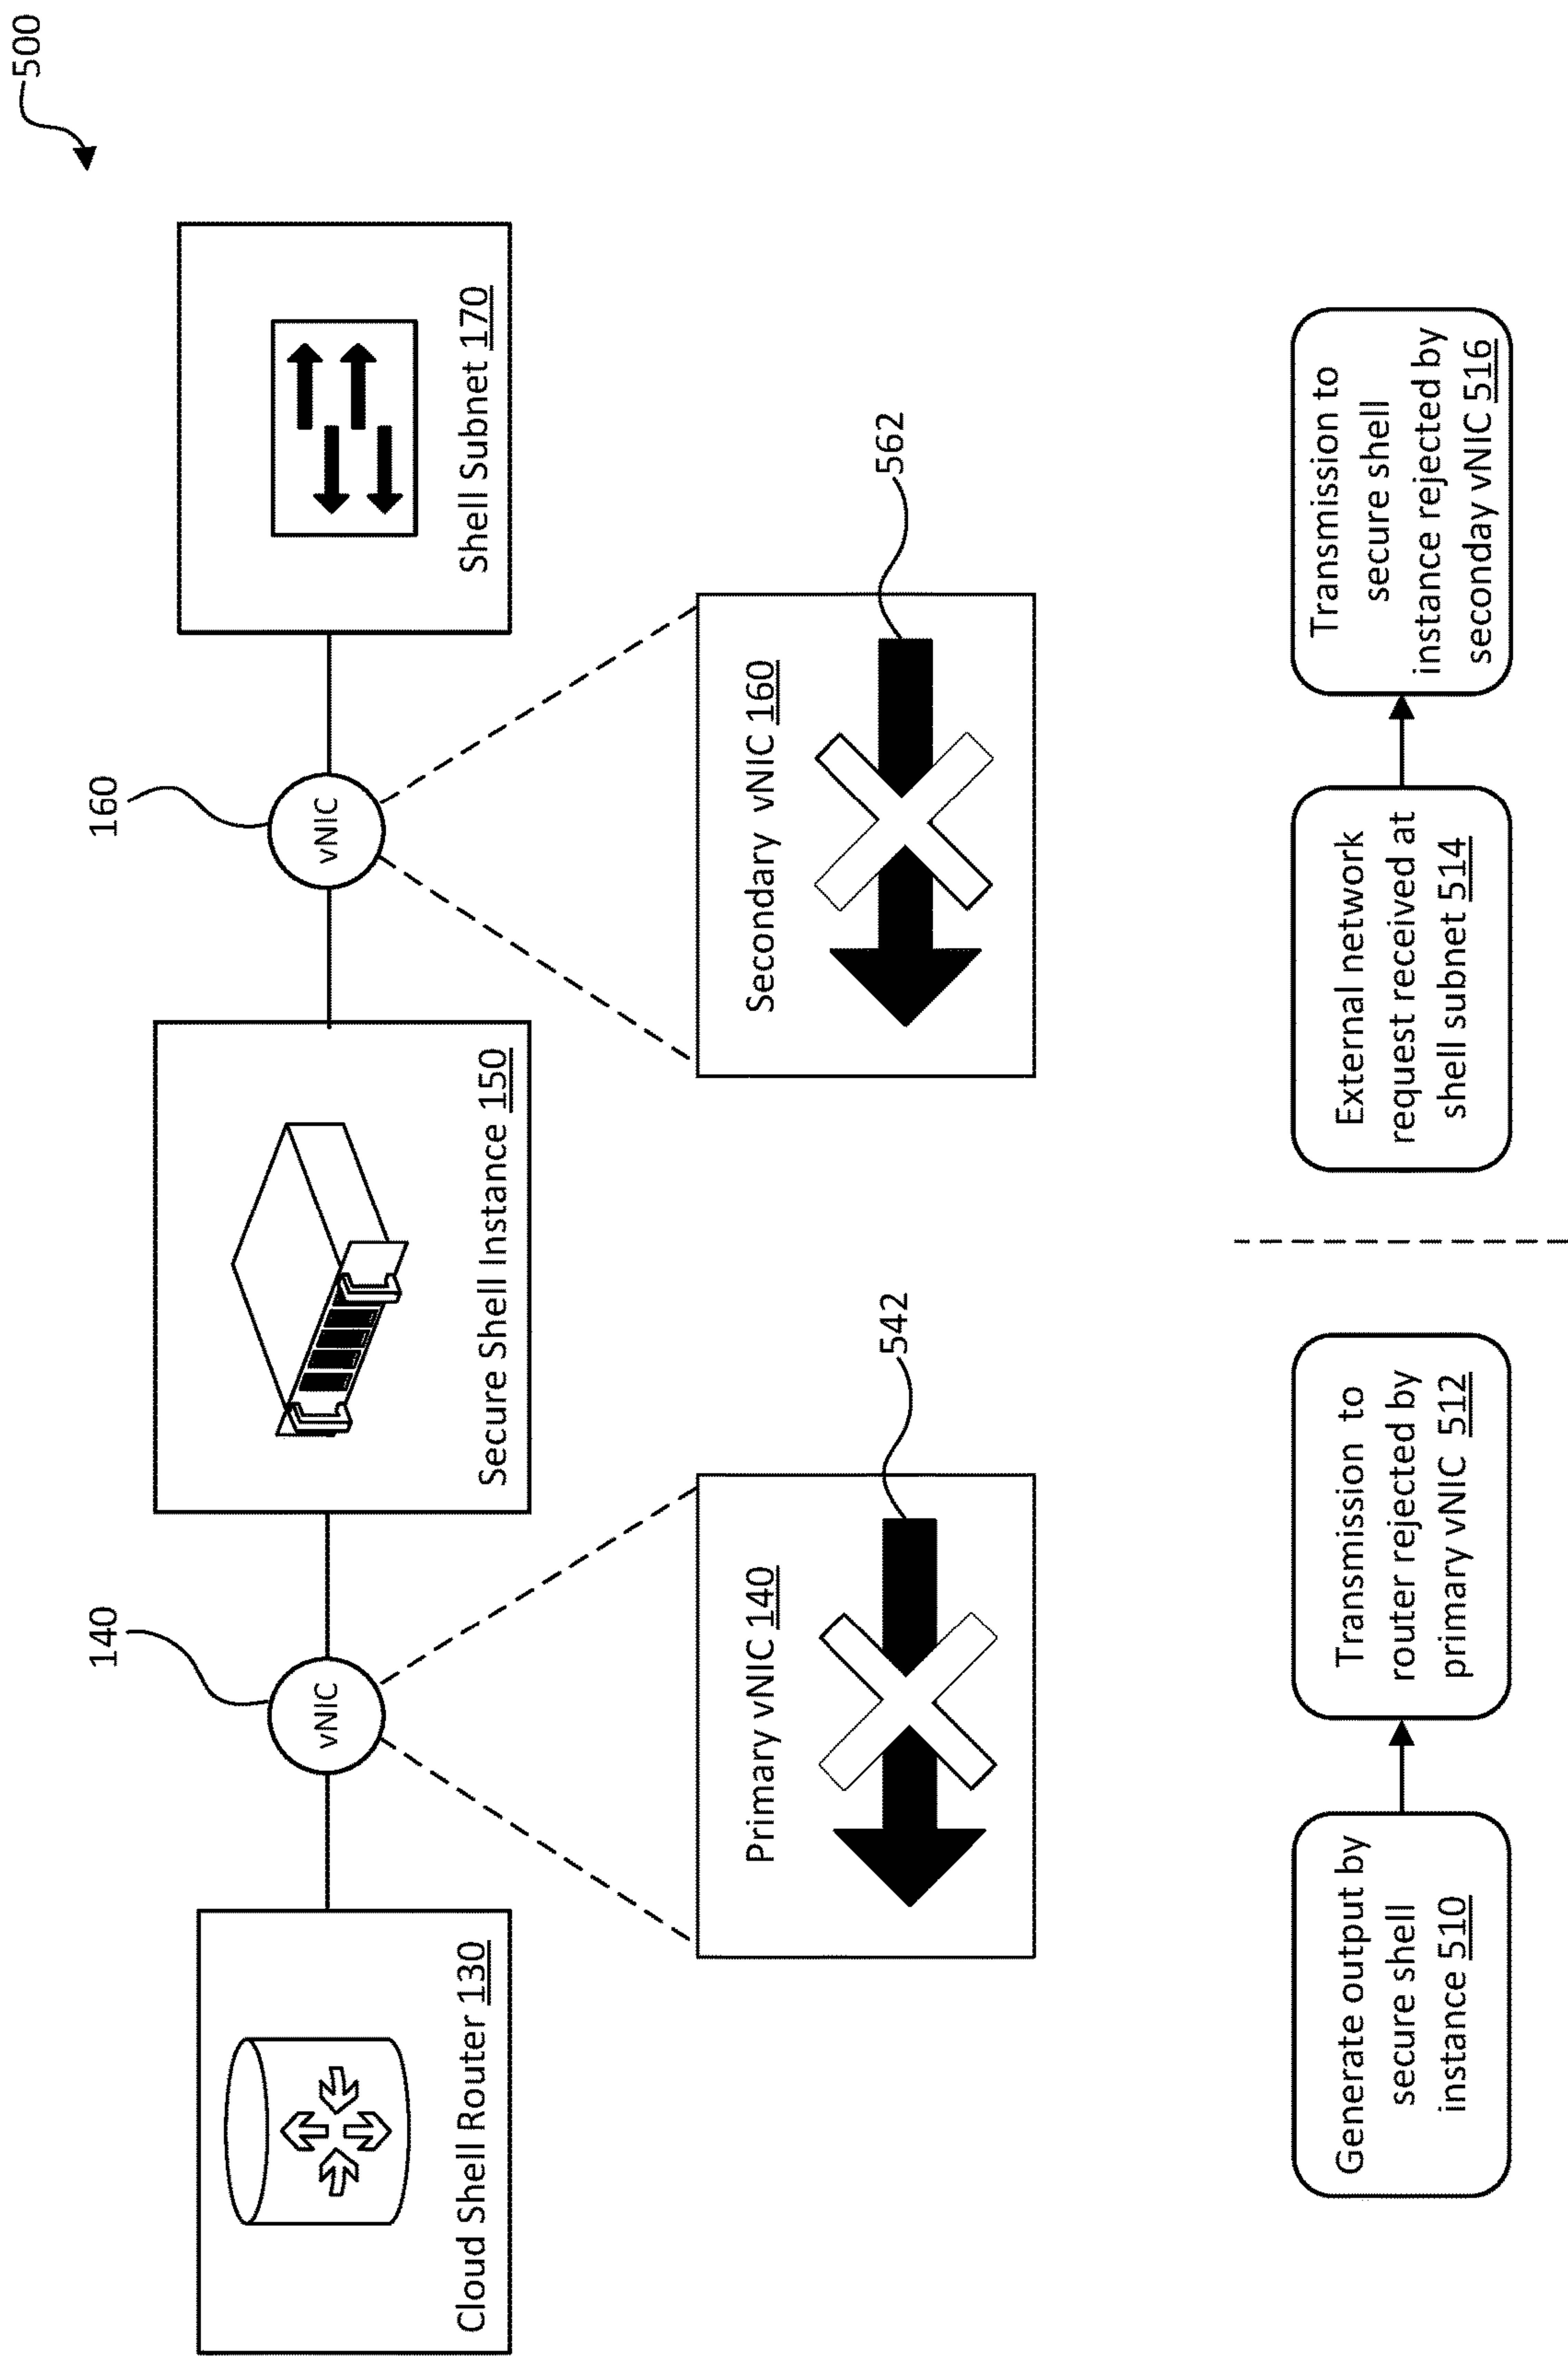 500
140
160
vNIC
vNIC
Cloud Shell Router 130
Secure Shell Instance 150
Shell Subnet 170
Primary vNIC 140
542
Secondary vNIC 160
562
Generate output by
secure shell
instance 510
Transmission to
router rejected by
primary vNIC 512
External network
request received at
shell subnet 514
Transmission to
secure shell
instance rejected by
seconday vNIC 516